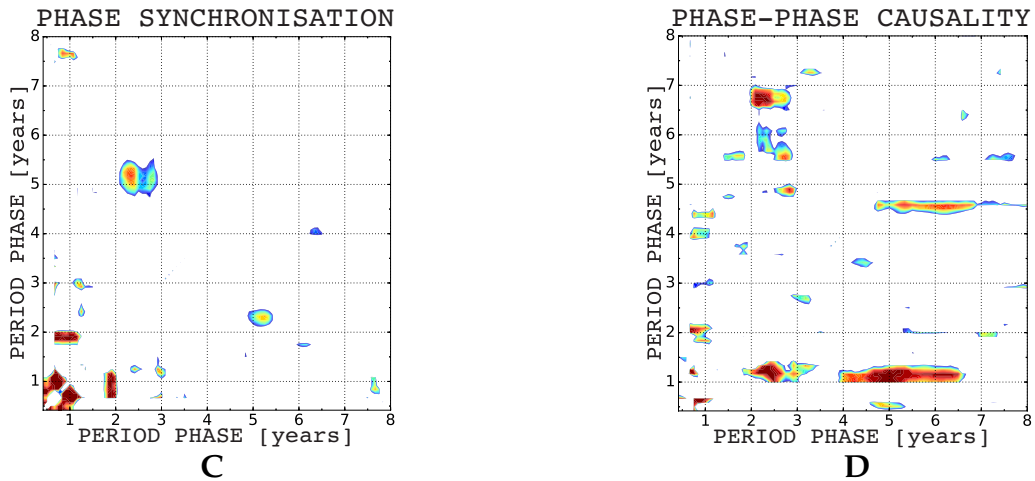 PHASE SYNCHRONISATION
8
7
6
5
4
3
2
1
PERIOD PHASE [years]
1 2 3 4 5 6 7 8
PERIOD PHASE [years]
C
PHASE-PHASE CAUSALITY
8
7
6
5
4
3
2
1
PERIOD PHASE [years]
1 2 3 4 5 6 7 8
PERIOD PHASE [years]
D